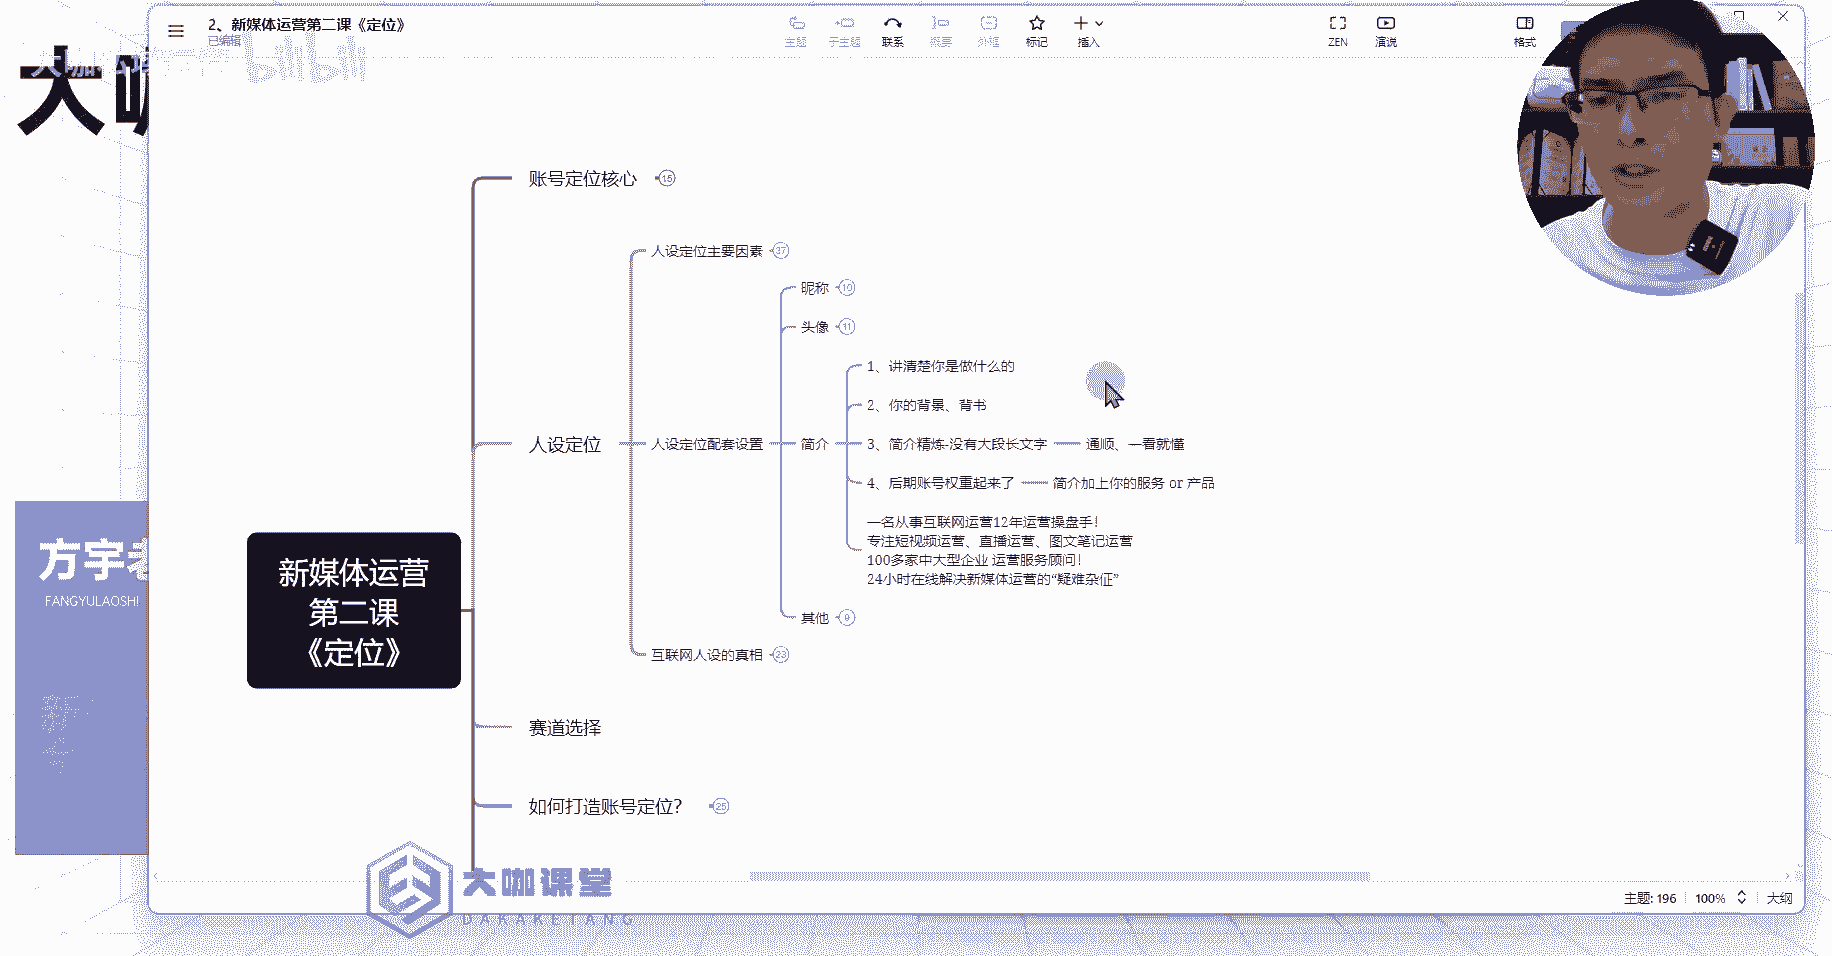 2、新媒体运营第二课《定位》
已编辑
主题
子主题
联系
概要
外框
标记
插入
ZEN
演说
格式
bilibili
大咖
账号定位核心 15
人设定位主要因素 37
昵称 10
头像 11
1、讲清楚你是做什么的
2、你的背景、背书
人设定位
人设定位配套设置
简介
3、简介精炼-没有大段长文字
通顺、一看就懂
4、后期账号权重起来了
简介加上你的服务 or 产品
一名从事互联网运营12年运营操盘手！
专注短视频运营、直播运营、图文笔记运营
100多家中大型企业 运营服务顾问！
24小时在线解决新媒体运营的“疑难杂症”
其他 9
互联网人设的真相 23
新媒体运营
第二课
《定位》
赛道选择
如何打造账号定位？ 25
方宇老
FANGYULAOSHI
大咖课堂
DAKAKETANG
主题: 196
100%
大纲